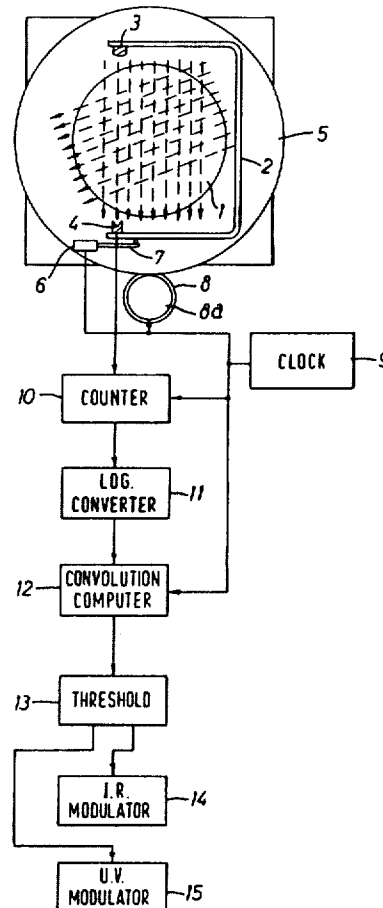 3
5
2
1
4
6
7
8
8a
CLOCK
9
10
COUNTER
LOG.
CONVERTER
11
CONVOLUTION
COMPUTER
12
THRESHOLD
13
I.R.
MODULATOR
14
U.V.
MODULATOR
15